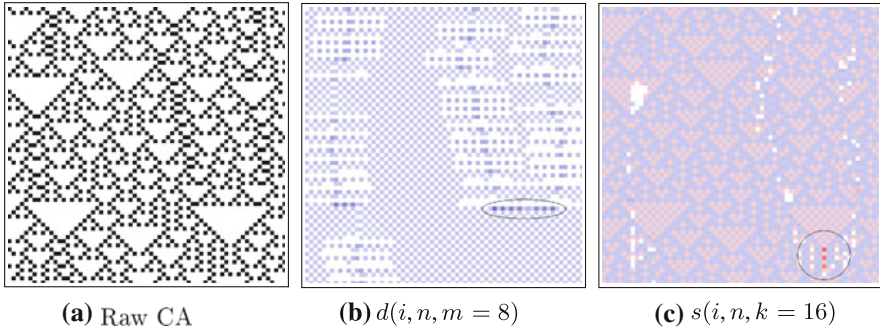 (a) Raw CA
(b) d(i, n, m = 8)
(c) s(i, n, k = 16)